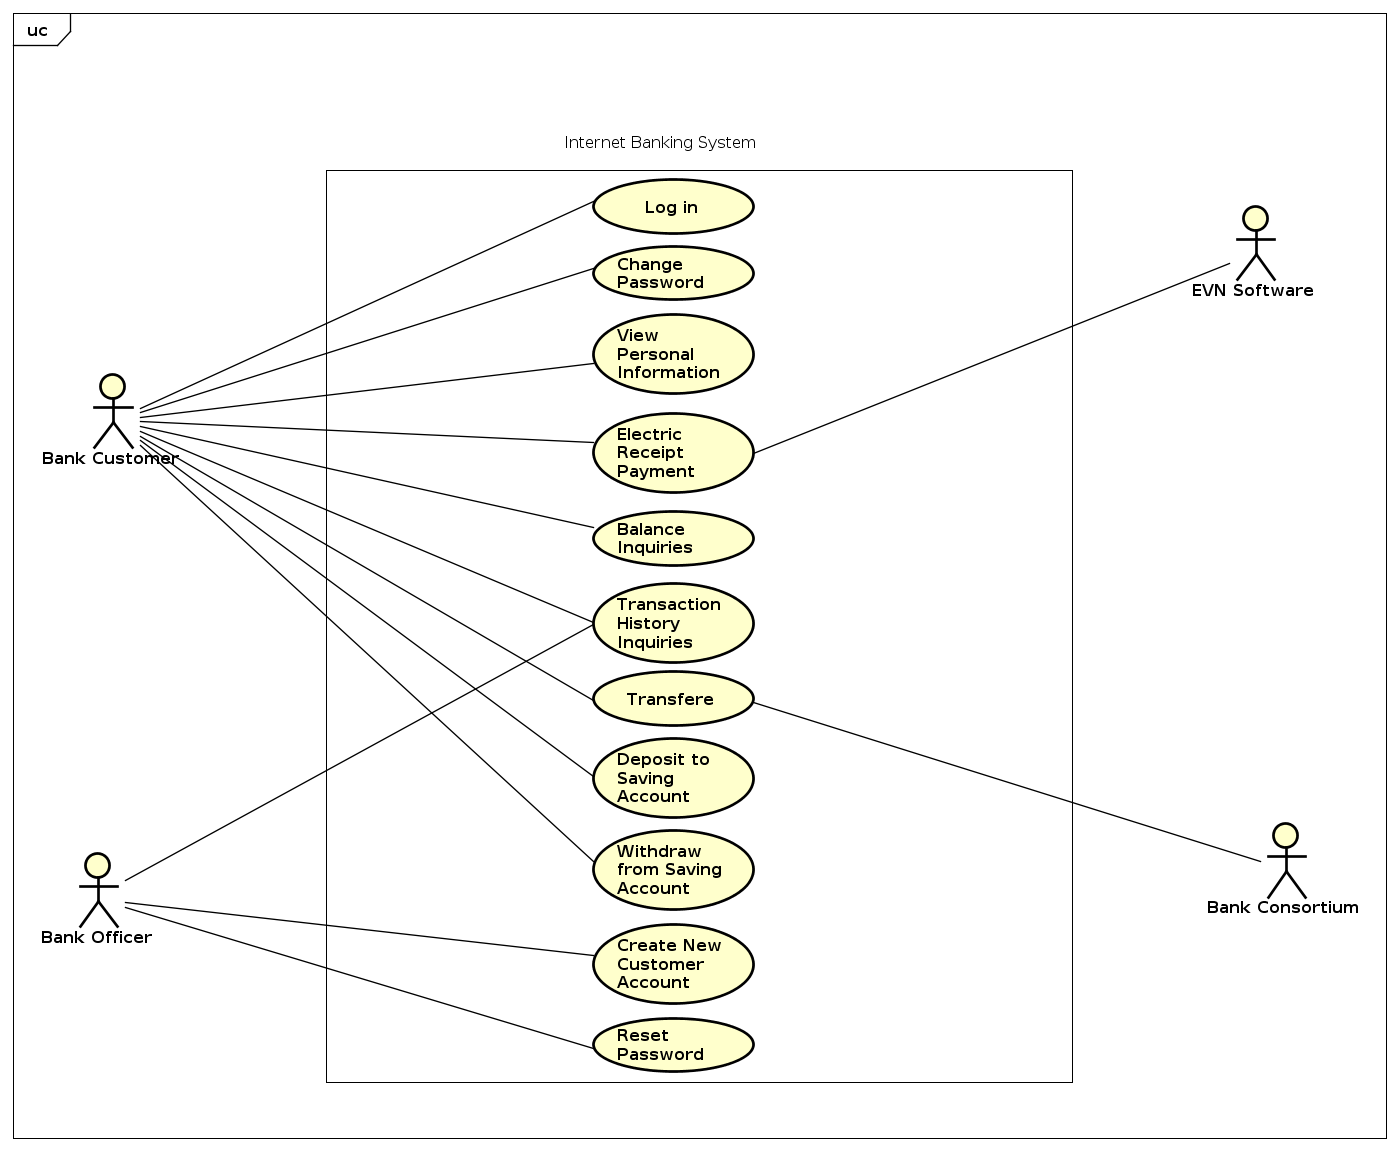 uc
Internet Banking System
Log in
Change
Password
View
Personal
Information
Electric
Receipt
Payment
Balance
Inquiries
Transaction
History
Inquiries
Transfere
Deposit to
Saving
Account
Withdraw
from Saving
Account
Create New
Customer
Account
Reset
Password
Bank Customer
Bank Officer
EVN Software
Bank Consortium